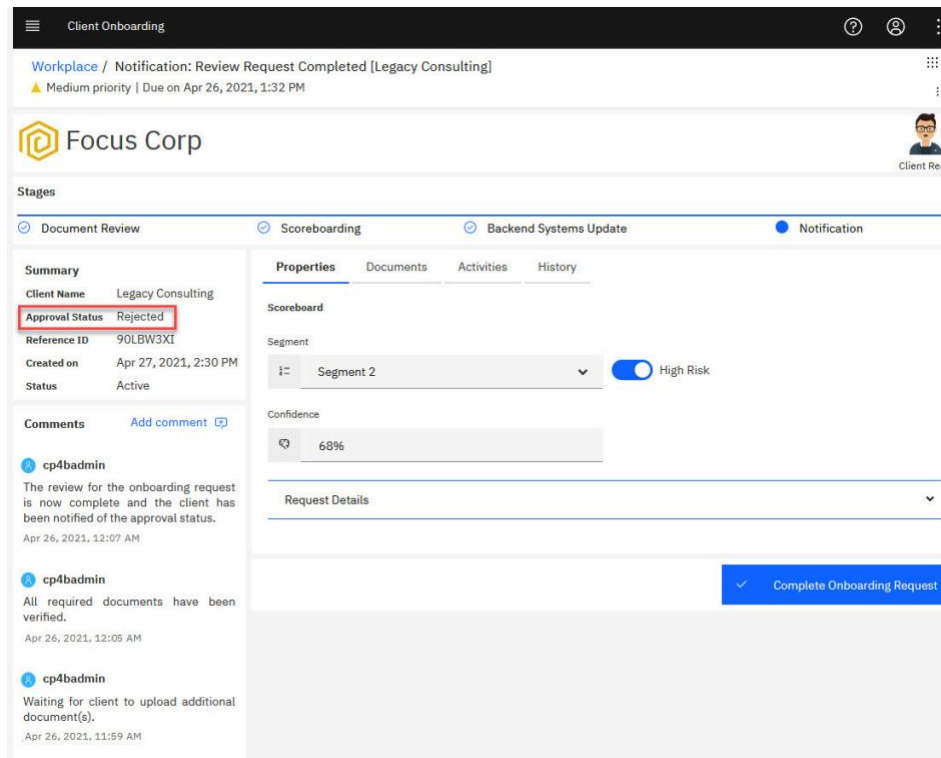 Client Onboarding
Workplace / Notification: Review Request Completed [Legacy Consulting]
Medium priority | Due on Apr 26, 2021, 1:32 PM
Focus Corp
Client Re
Stages
Document Review
Scoreboarding
Backend Systems Update
Notification
Summary
Client Name Legacy Consulting
Approval Status Rejected
Reference ID 90LBW3XI
Created on Apr 27, 2021, 2:30 PM
Status Active
Comments Add comment
cp4badmin
The review for the onboarding request
is now complete and the client has
been notified of the approval status.
Apr 26, 2021, 12:07 AM
cp4badmin
All required documents have been
verified.
Apr 26, 2021, 12:05 AM
cp4badmin
Waiting for client to upload additional
document(s).
Apr 26, 2021, 11:59 AM
Properties Documents Activities History
Scoreboard
Segment
Segment 2
High Risk
Confidence
68%
Request Details
Complete Onboarding Request